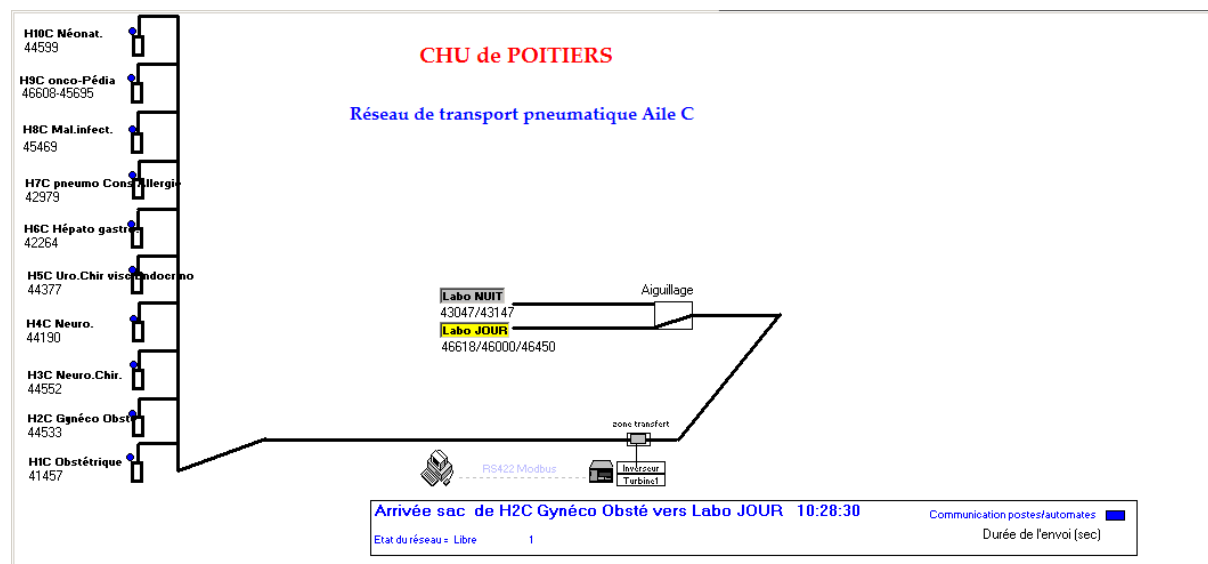 CHU de POITIERS
Réseau de transport pneumatique Aile C
H10C Néonat.
44599
H9C onco-Pédia
46608-45695
H8C Mal.infect.
45469
H7C pneumo Cons Allergie
42979
H6C Hépato gastro.
42264
H5C Uro.Chir visc Endocrino
44377
H4C Neuro.
44190
H3C Neuro.Chir.
44552
H2C Gynéco Obsté
44533
H1C Obstétrique
41457
Labo NUIT
43047/43147
Labo JOUR
46618/46000/46450
Aiguillage
zone transfert
RS422 Modbus
Inverseur
Turbine1
Arrivée sac de H2C Gynéco Obsté vers Labo JOUR 10:28:30
Communication postes/automates
Etat du réseau = Libre 1
Durée de l'envoi (sec)